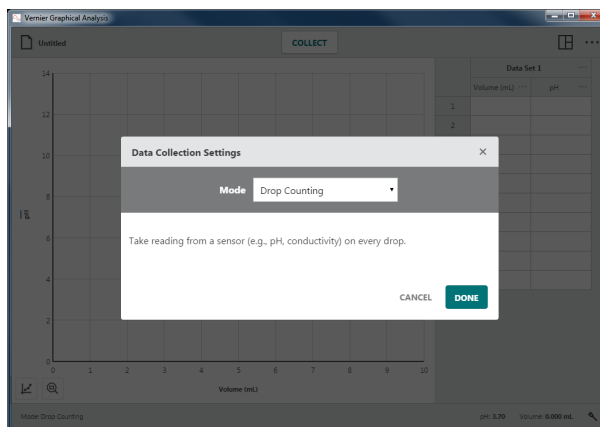 Vernier Graphical Analysis
Untitled
COLLECT
Data Set 1
Volume (mL)
pH
1
2
14
12
10
8
6
4
2
0
pH
0 1 2 3 4 5 6 7 8 9 10
Volume (mL)
Data Collection Settings
Mode Drop Counting
Take reading from a sensor (e.g., pH, conductivity) on every drop.
CANCEL DONE
Mode: Drop Counting
pH: 3.70 Volume: 0.000 mL